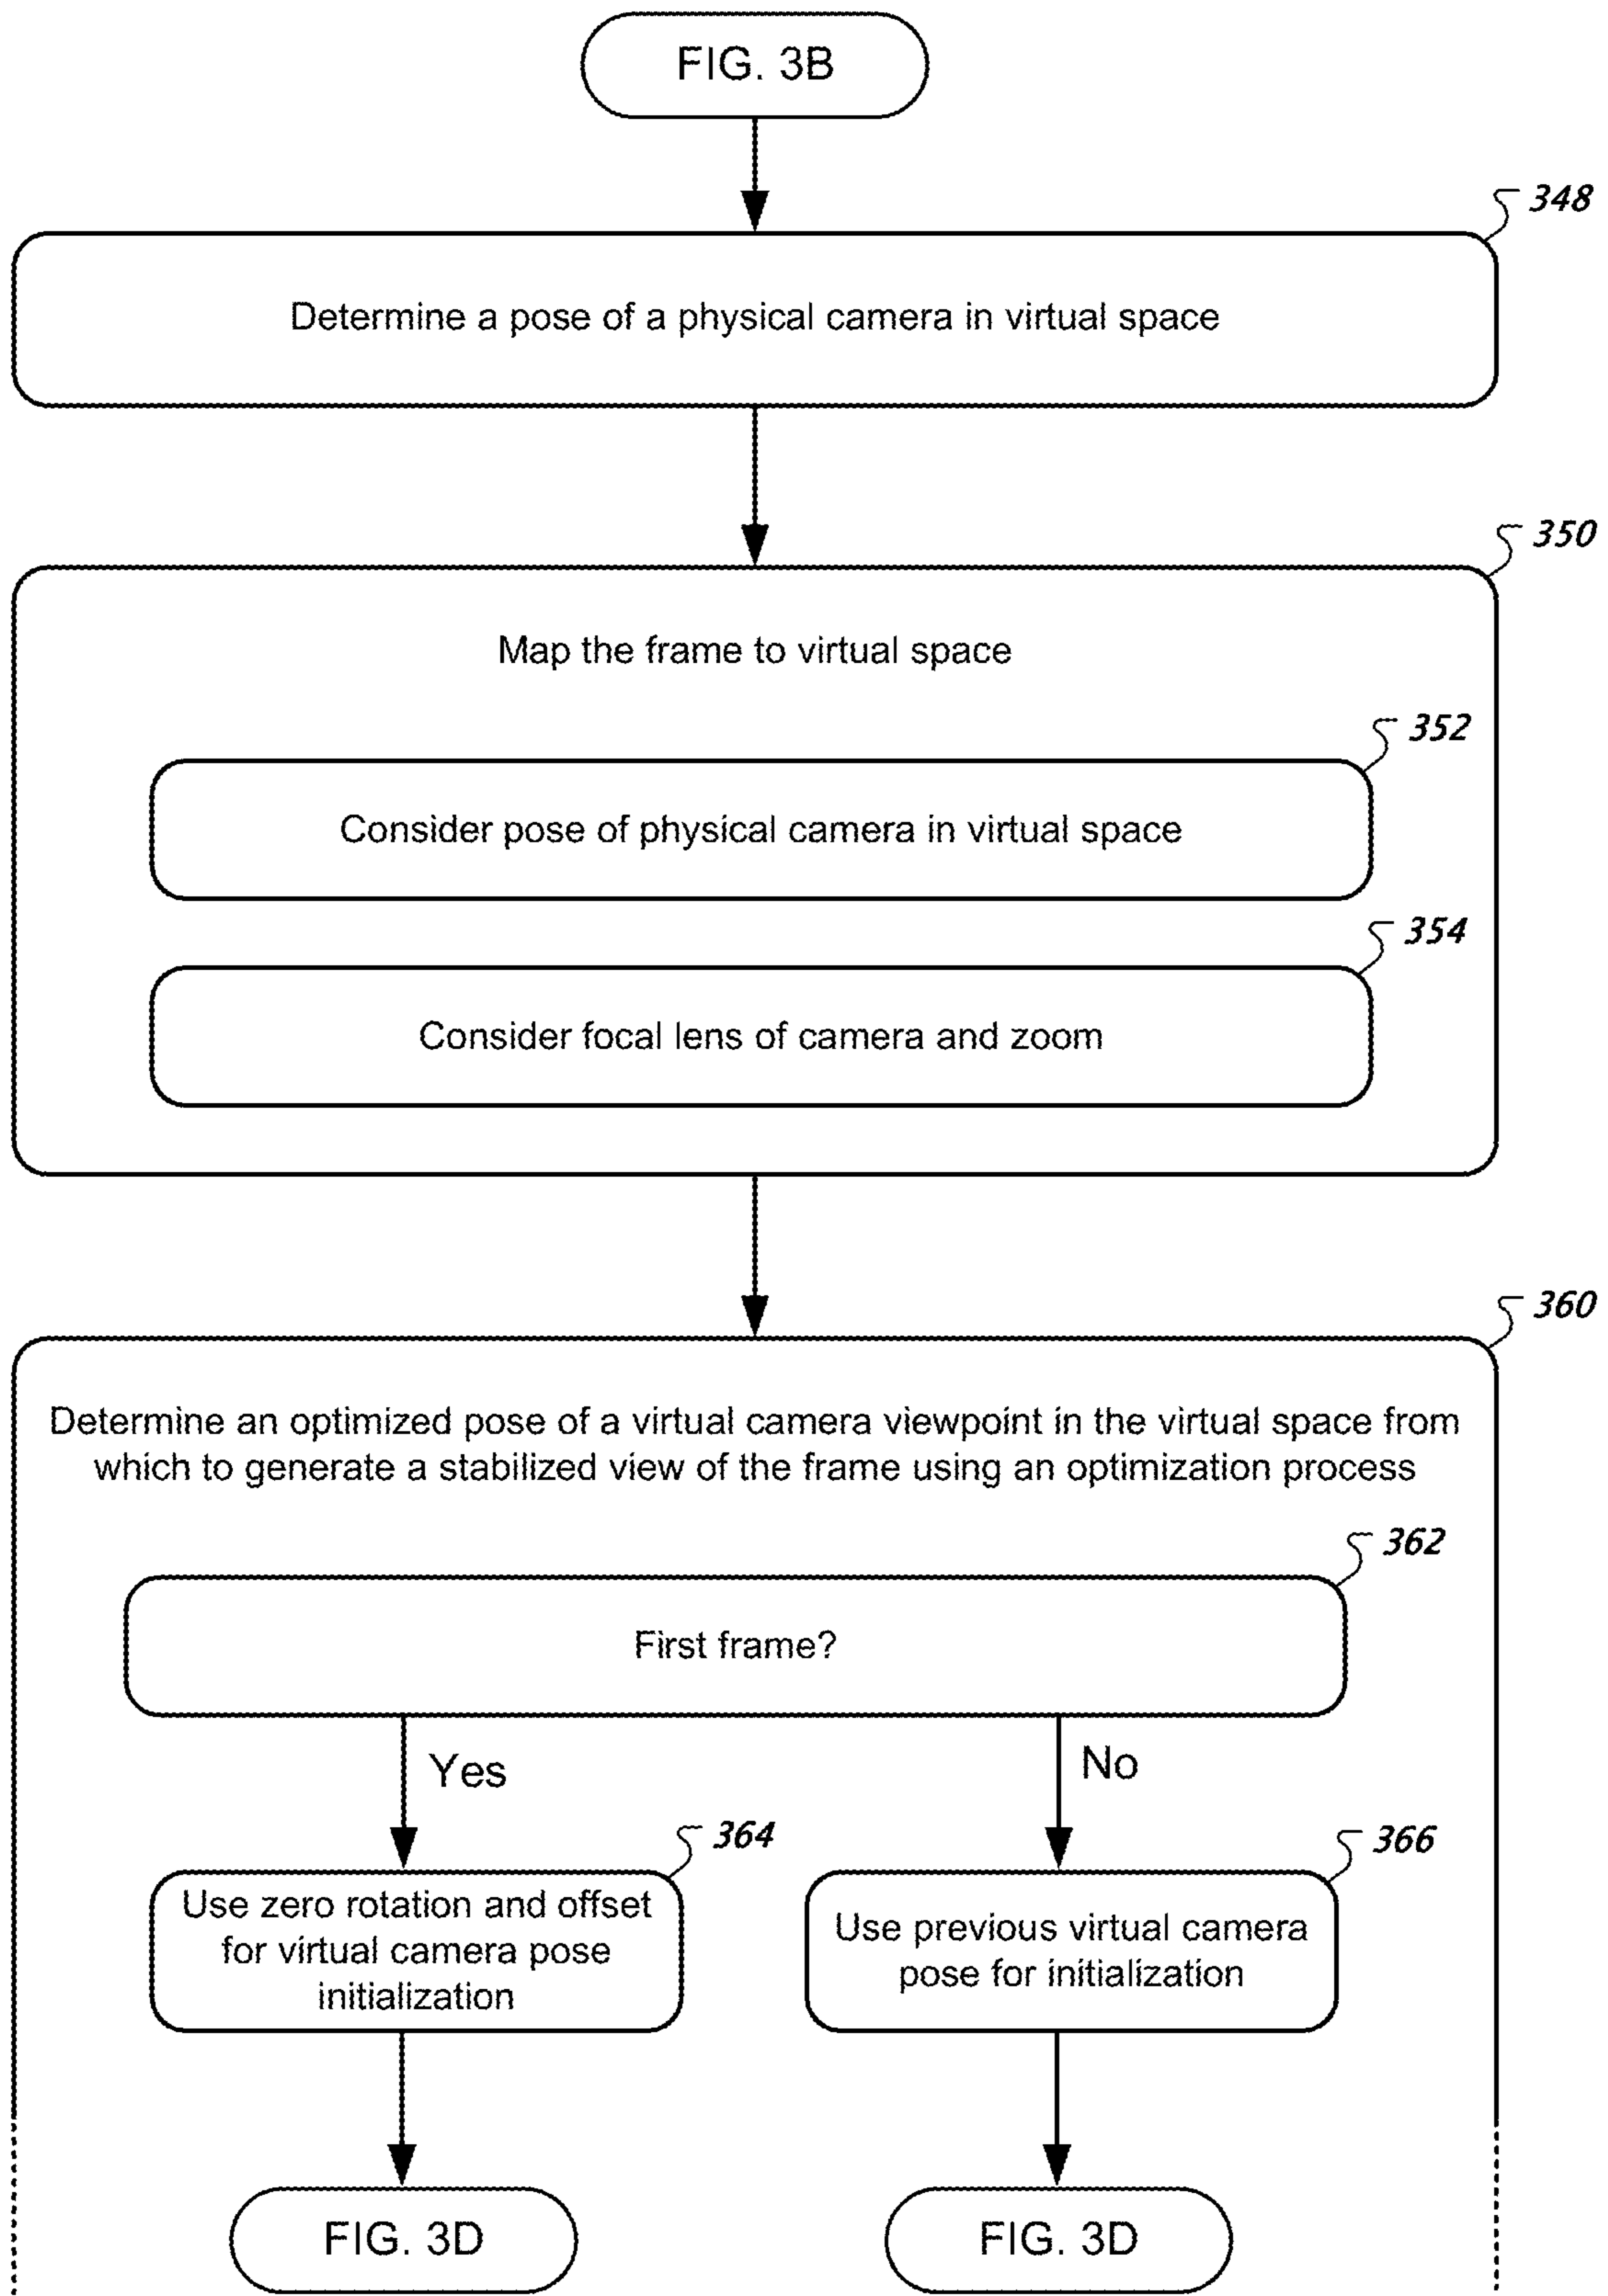 FIG. 3B
348
Determine a pose of a physical camera in virtual space
350
Map the frame to virtual space
352
Consider pose of physical camera in virtual space
354
Consider focal lens of camera and zoom
360
Determine an optimized pose of a virtual camera viewpoint in the virtual space from
which to generate a stabilized view of the frame using an optimization process
362
First frame?
Yes
No
364
Use zero rotation and offset
for virtual camera pose
initialization
366
Use previous virtual camera
pose for initialization
FIG. 3D
FIG. 3D